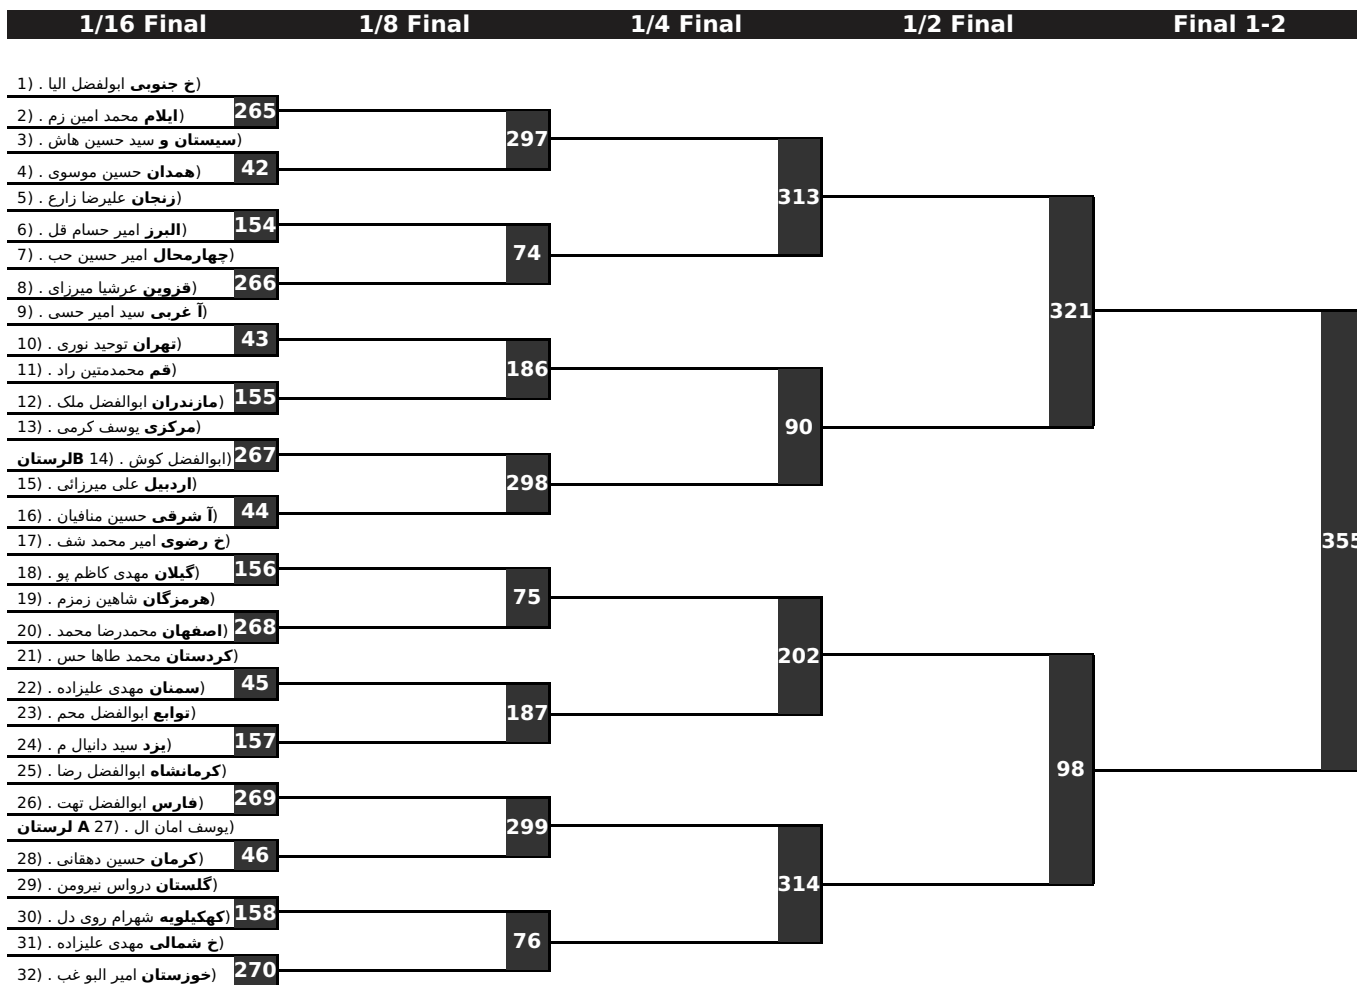 1/16 Final 1/8 Final 1/4 Final 1/2 Final Final 1-2
1) . ابولفضل الیا خ جنوبی)
265
2) . محمد امین زم ایلام)
297
3) . سید حسین هاش سیستان و)
42
4) . حسین موسوی همدان)
313
5) . علیرضا زارع زنجان)
154
6) . امیر حسام قل البرز)
74
7) . امیر حسین حب چهارمحال)
266
8) . عرشیا میرزای قزوین)
321
9) . سید امیر حسی آ غربی)
43
10) . توحید نوری تهران)
186
11) . محمدمتین راد قم)
155
12) . ابوالفضل ملک مازندران)
90
13) . یوسف کرمی مرکزی)
267
14) . ابوالفضل کوش لرستانB)
298
15) . علی میرزائی اردبیل)
44
16) . حسین منافیان آ شرقی)
355
17) . امیر محمد شف خ رضوی)
156
18) . مهدی کاظم پو گیلان)
75
19) . شاهین زمزم هرمزگان)
268
20) . محمدرضا محمد اصفهان)
202
21) . محمد طاها حس کردستان)
45
22) . مهدی علیزاده سمنان)
187
23) . ابوالفضل محم توابع)
157
24) . سید دانیال م یزد)
98
25) . ابوالفضل رضا کرمانشاه)
269
26) . ابوالفضل تهت فارس)
299
27) . یوسف امان ال لرستان A)
46
28) . حسین دهقانی کرمان)
314
29) . درواس نیرومن گلستان)
158
30) . شهرام روی دل کهکیلویه)
76
31) . مهدی علیزاده خ شمالی)
270
32) . امیر البو غب خوزستان)